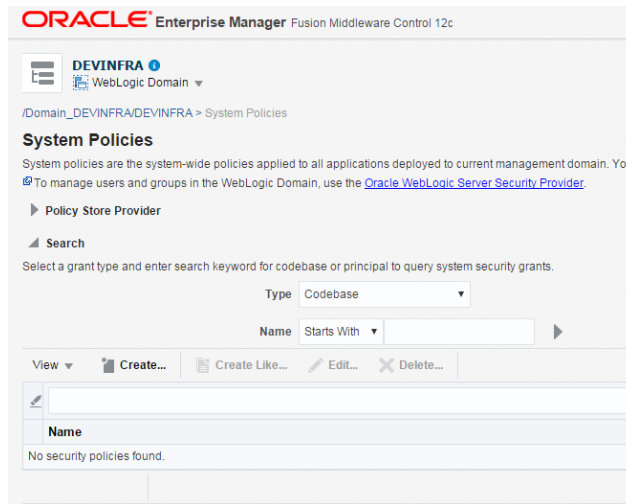 ORACLE Enterprise Manager Fusion Middleware Control 12c
DEVINFRA
WebLogic Domain
/Domain_DEVINFRA/DEVINFRA > System Policies
System Policies
System policies are the system-wide policies applied to all applications deployed to current management domain. Yo
To manage users and groups in the WebLogic Domain, use the Oracle WebLogic Server Security Provider.
Policy Store Provider
Search
Select a grant type and enter search keyword for codebase or principal to query system security grants.
Type Codebase
Name Starts With
View Create... Create Like... Edit... Delete...
Name
No security policies found.